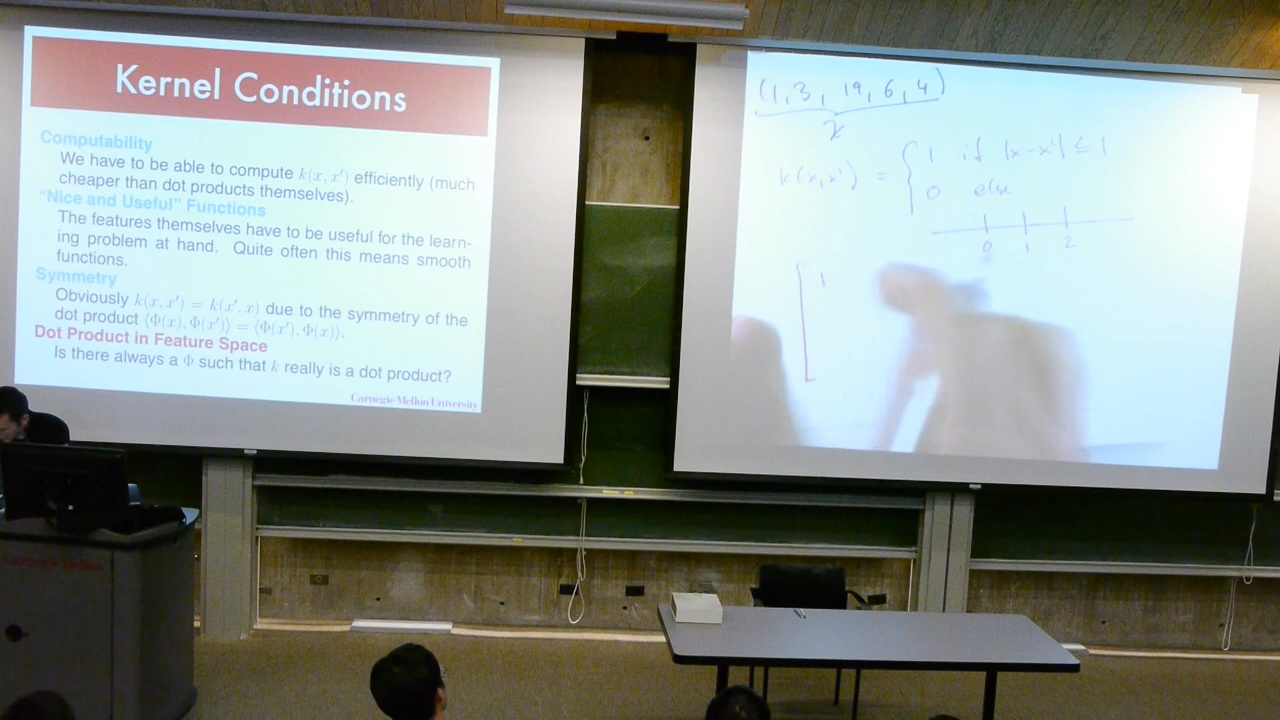 Kernel Conditions
Computability
We have to be able to compute k(x, x′) efficiently (much
cheaper than dot products themselves).
"Nice and Useful" Functions
The features themselves have to be useful for the learn-
ing problem at hand. Quite often this means smooth
functions.
Symmetry
Obviously k(x, x′) = k(x′, x) due to the symmetry of the
dot product ⟨Φ(x), Φ(x′)⟩ = ⟨Φ(x′), Φ(x)⟩.
Dot Product in Feature Space
Is there always a Φ such that k really is a dot product?
Carnegie Mellon University
(1, 3, 19, 6, 4)
k(x, x') = { 1 if |x-x'| ≤ 1
0 else
0 1 2
[ 1
Carnegie Mellon